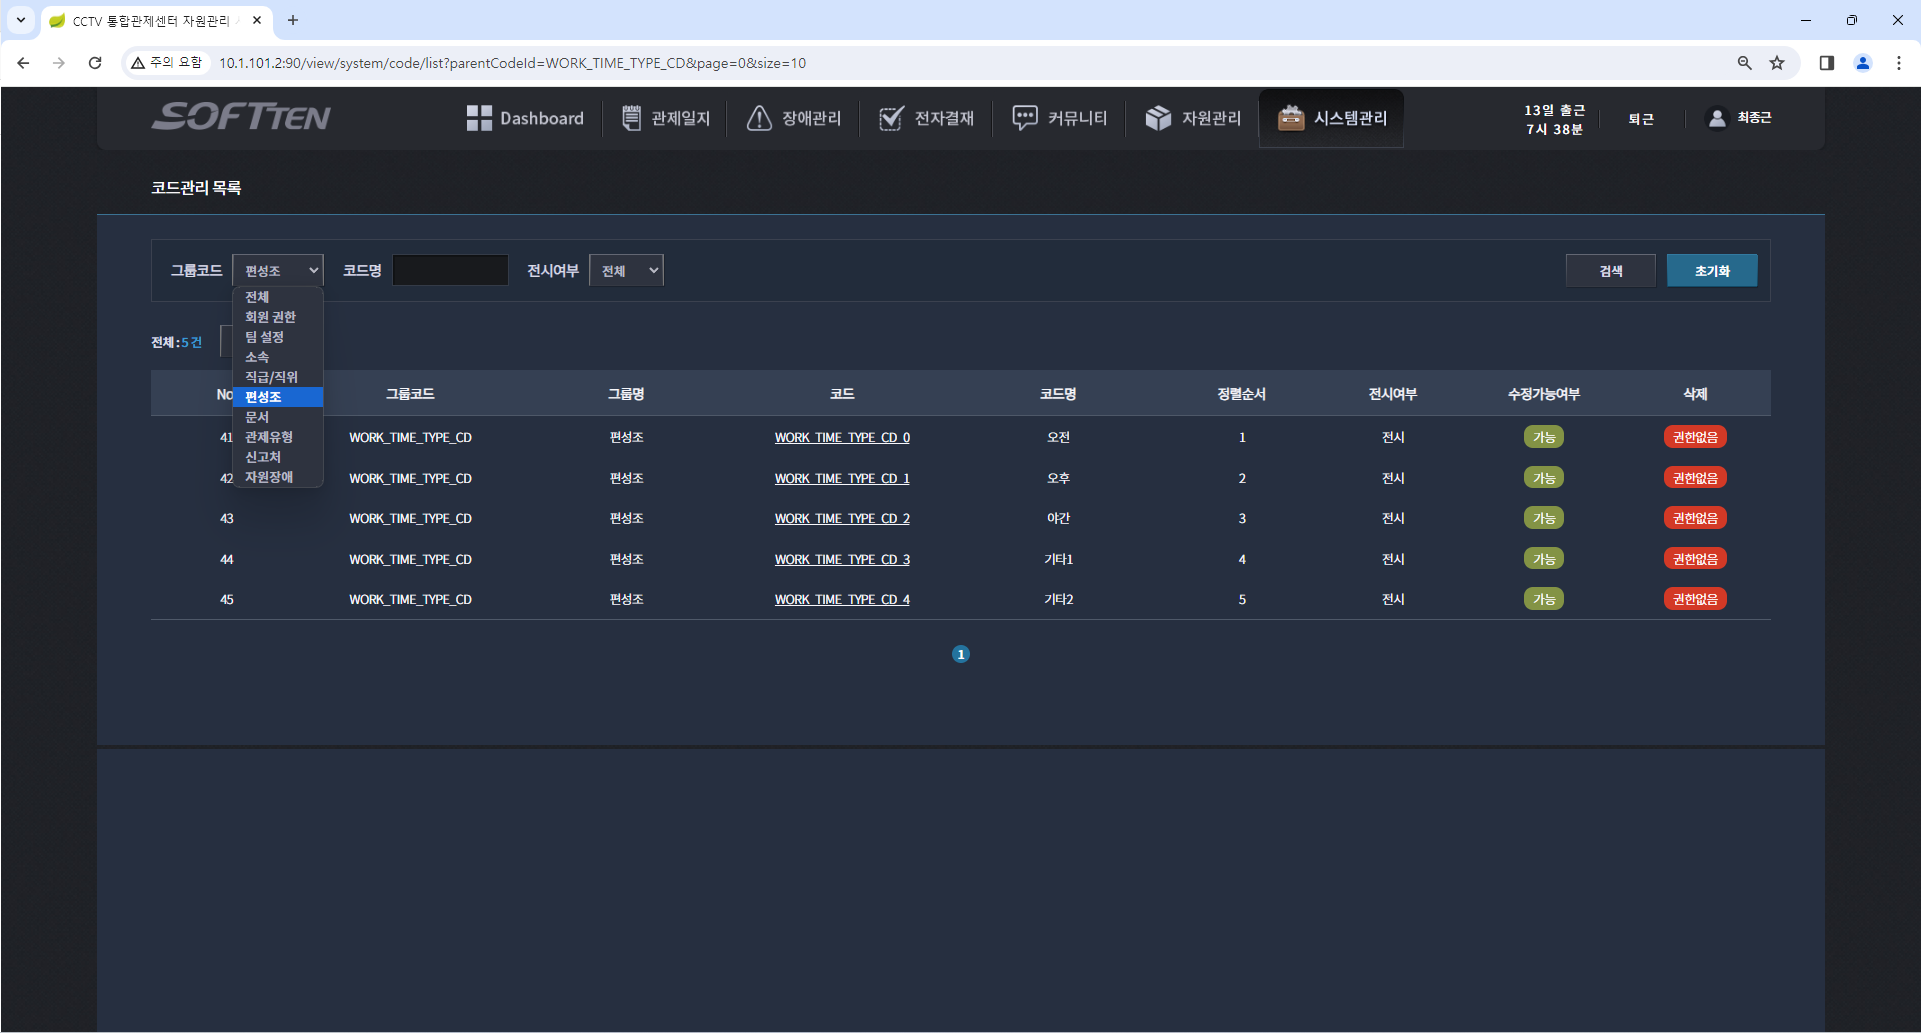 CCTV 통합관제센터 자원관리
주의 요함 10.1.101.2:90/view/system/code/list?parentCodeId=WORK_TIME_TYPE_CD&page=0&size=10
SOFTTEN
Dashboard 관제일지 장애관리 전자결재 커뮤니티 자원관리 시스템관리
13일 출근
7시 38분
퇴근 최종근
코드관리 목록
그룹코드 편성조 코드명 전시여부 전체 검색 초기화
전체
회원 권한
팀 설정
소속
직급/직위
편성조
문서
관제유형
신고처
자원장애
전체 : 5 건
No 그룹코드 그룹명 코드 코드명 정렬순서 전시여부 수정가능여부 삭제
41 WORK_TIME_TYPE_CD 편성조 WORK_TIME_TYPE_CD_0 오전 1 전시 가능 권한없음
42 WORK_TIME_TYPE_CD 편성조 WORK_TIME_TYPE_CD_1 오후 2 전시 가능 권한없음
43 WORK_TIME_TYPE_CD 편성조 WORK_TIME_TYPE_CD_2 야간 3 전시 가능 권한없음
44 WORK_TIME_TYPE_CD 편성조 WORK_TIME_TYPE_CD_3 기타1 4 전시 가능 권한없음
45 WORK_TIME_TYPE_CD 편성조 WORK_TIME_TYPE_CD_4 기타2 5 전시 가능 권한없음
1